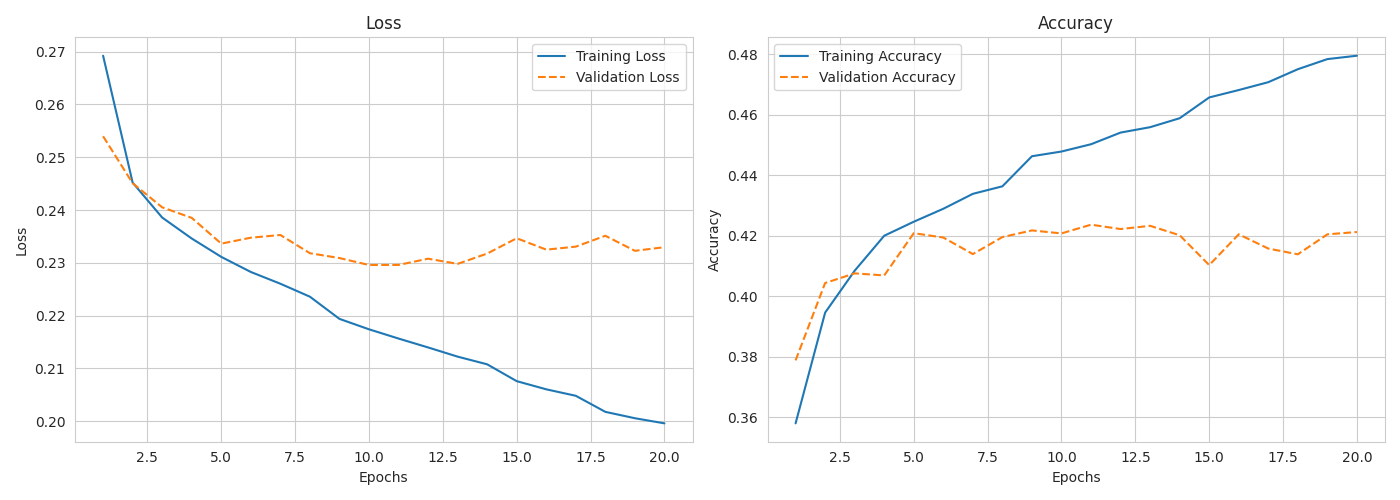 Loss
0.27
0.26
0.25
0.24
0.23
0.22
0.21
0.20
Loss
Training Loss
Validation Loss
2.5 5.0 7.5 10.0 12.5 15.0 17.5 20.0
Epochs
Accuracy
0.48
0.46
0.44
0.42
0.40
0.38
0.36
Accuracy
Training Accuracy
Validation Accuracy
2.5 5.0 7.5 10.0 12.5 15.0 17.5 20.0
Epochs